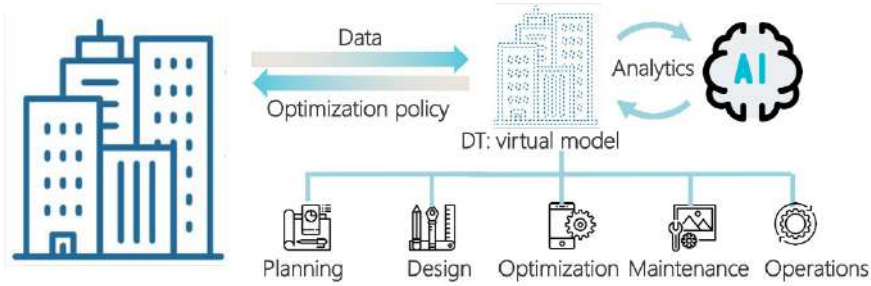 Data
Optimization policy
Analytics
AI
DT: virtual model
Planning
Design
Optimization
Maintenance
Operations